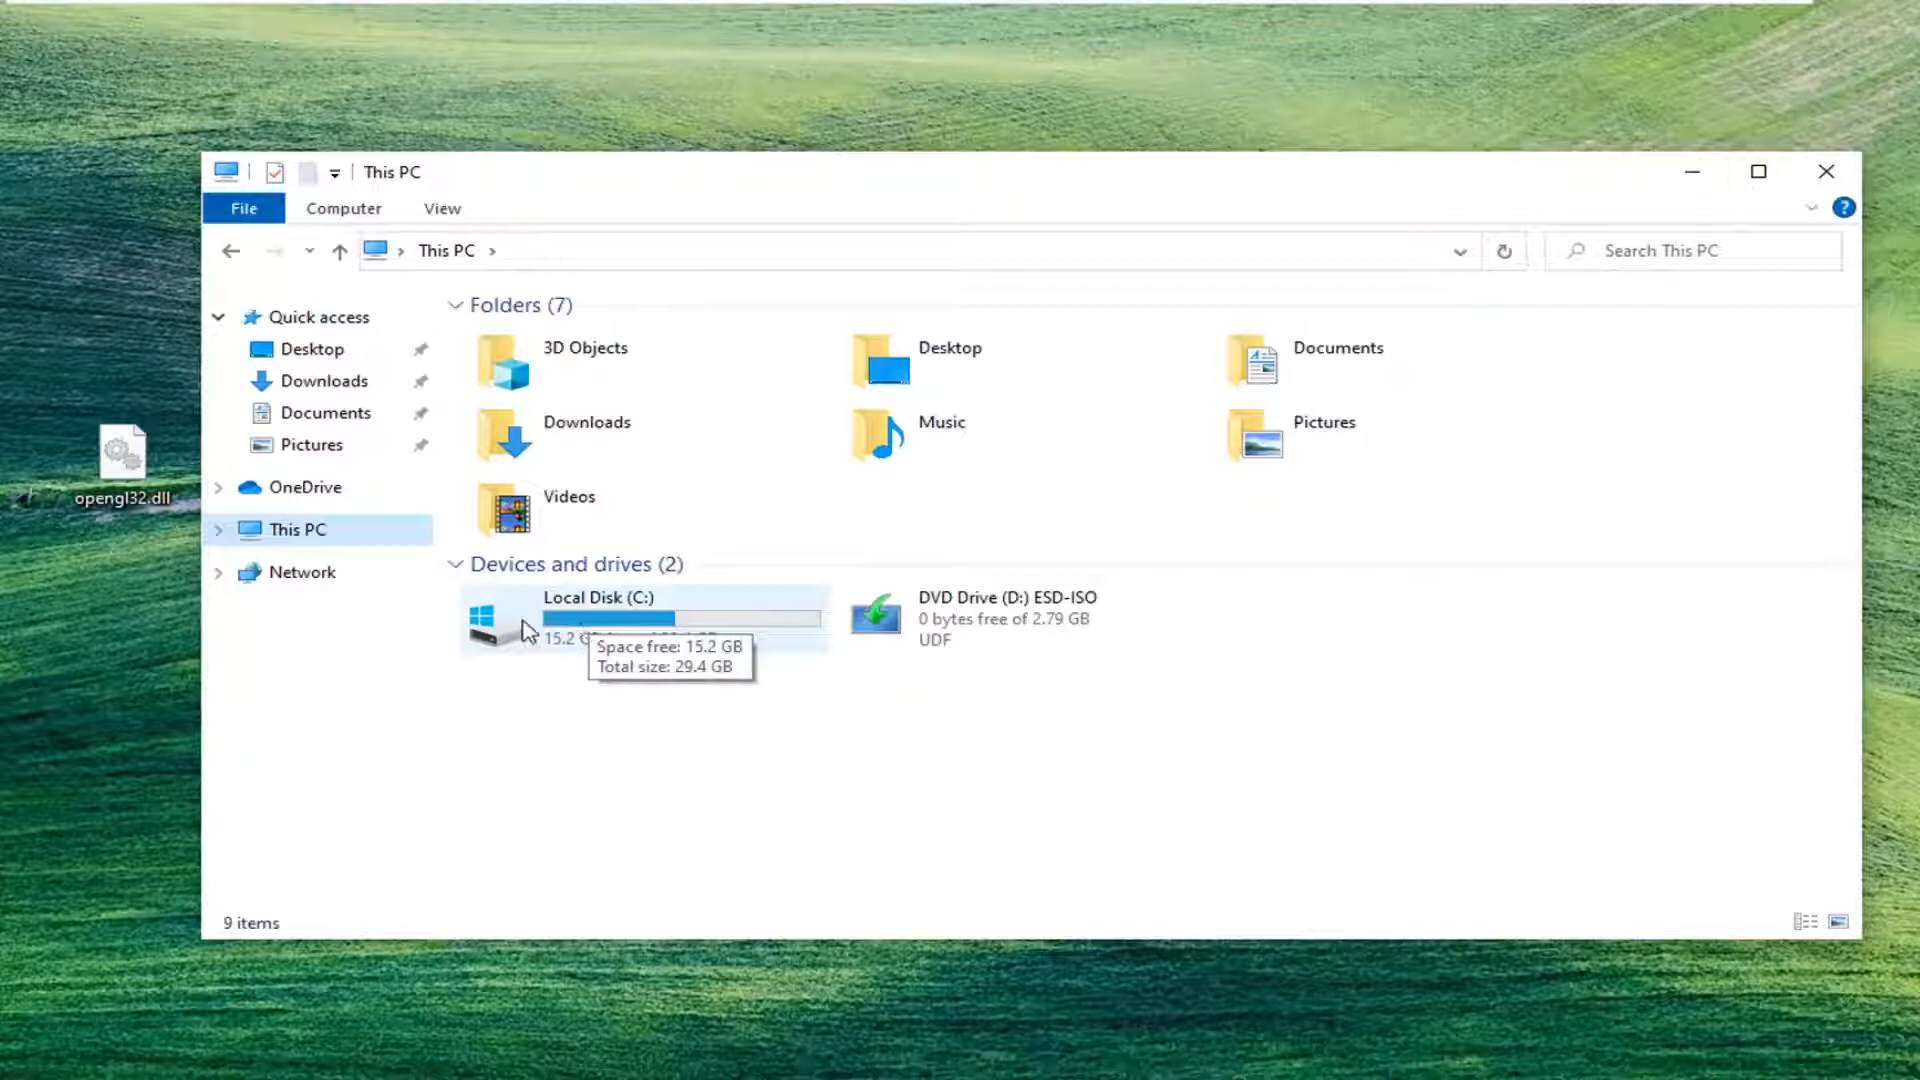 This PC
File
Computer
View
This PC
Search This PC
Quick access
Desktop
Downloads
Documents
Pictures
OneDrive
This PC
Network
Folders (7)
3D Objects
Desktop
Documents
Downloads
Music
Pictures
Videos
Devices and drives (2)
Local Disk (C:)
15.2
Space free: 15.2 GB
Total size: 29.4 GB
DVD Drive (D:) ESD-ISO
0 bytes free of 2.79 GB
UDF
opengl32.dll
9 items